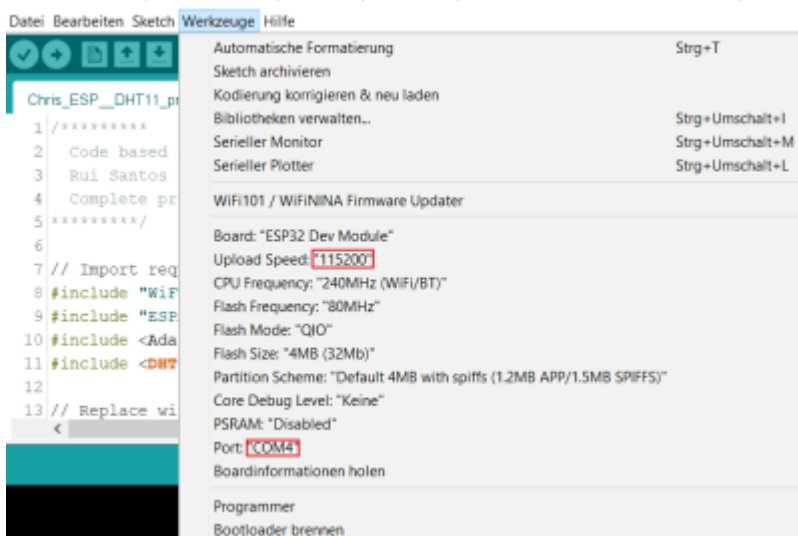 Datei Bearbeiten Sketch Werkzeuge Hilfe
Chris_ESP__DHT11_pr
1 /*********
2 Code based
3 Rui Santos
4 Complete pr
5 *********/
6
7 // Import req
8 #include "WiF
9 #include "ESP
10 #include <Ada
11 #include <DHT
12
13 // Replace wi
<
Automatische Formatierung Strg+T
Sketch archivieren
Kodierung korrigieren & neu laden
Bibliotheken verwalten... Strg+Umschalt+I
Serieller Monitor Strg+Umschalt+M
Serieller Plotter Strg+Umschalt+L
WiFi101 / WiFiNINA Firmware Updater
Board: "ESP32 Dev Module"
Upload Speed: "115200"
CPU Frequency: "240MHz (WiFi/BT)"
Flash Frequency: "80MHz"
Flash Mode: "QIO"
Flash Size: "4MB (32Mb)"
Partition Scheme: "Default 4MB with spiffs (1.2MB APP/1.5MB SPIFFS)"
Core Debug Level: "Keine"
PSRAM: "Disabled"
Port: "COM4"
Boardinformationen holen
Programmer
Bootloader brennen